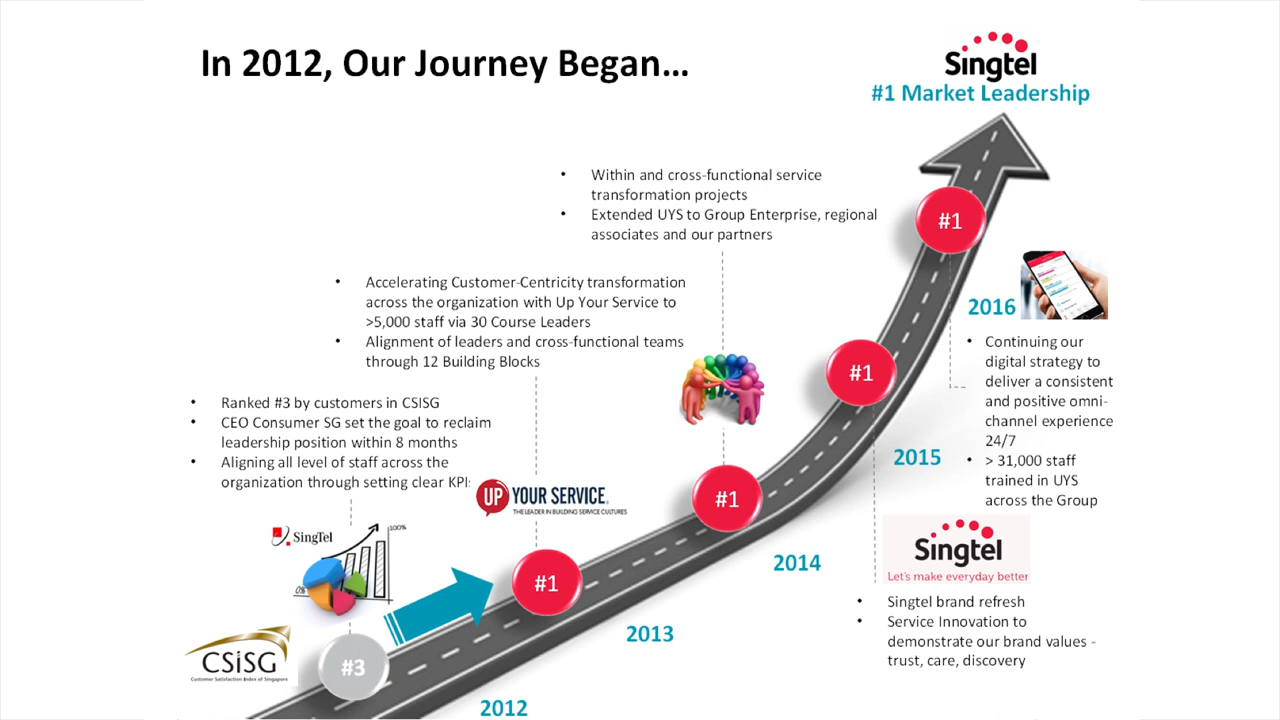 In 2012, Our Journey Began...
Singtel
#1 Market Leadership
• Within and cross-functional service
transformation projects
• Extended UYS to Group Enterprise, regional
associates and our partners
#1
• Accelerating Customer-Centricity transformation
across the organization with Up Your Service to
>5,000 staff via 30 Course Leaders
• Alignment of leaders and cross-functional teams
through 12 Building Blocks
2016
• Continuing our
digital strategy to
deliver a consistent
and positive omni-
channel experience
24/7
• > 31,000 staff
trained in UYS
across the Group
#1
• Ranked #3 by customers in CSISG
• CEO Consumer SG set the goal to reclaim
leadership position within 8 months
• Aligning all level of staff across the
organization through setting clear KPI
2015
UP YOUR SERVICE.
THE LEADER IN BUILDING SERVICE CULTURES
#1
SingTel
100%
0%
Singtel
Let's make everyday better
2014
#1
• Singtel brand refresh
• Service Innovation to
demonstrate our brand values -
trust, care, discovery
2013
CSiSG
Customer Satisfaction Index of Singapore
#3
2012